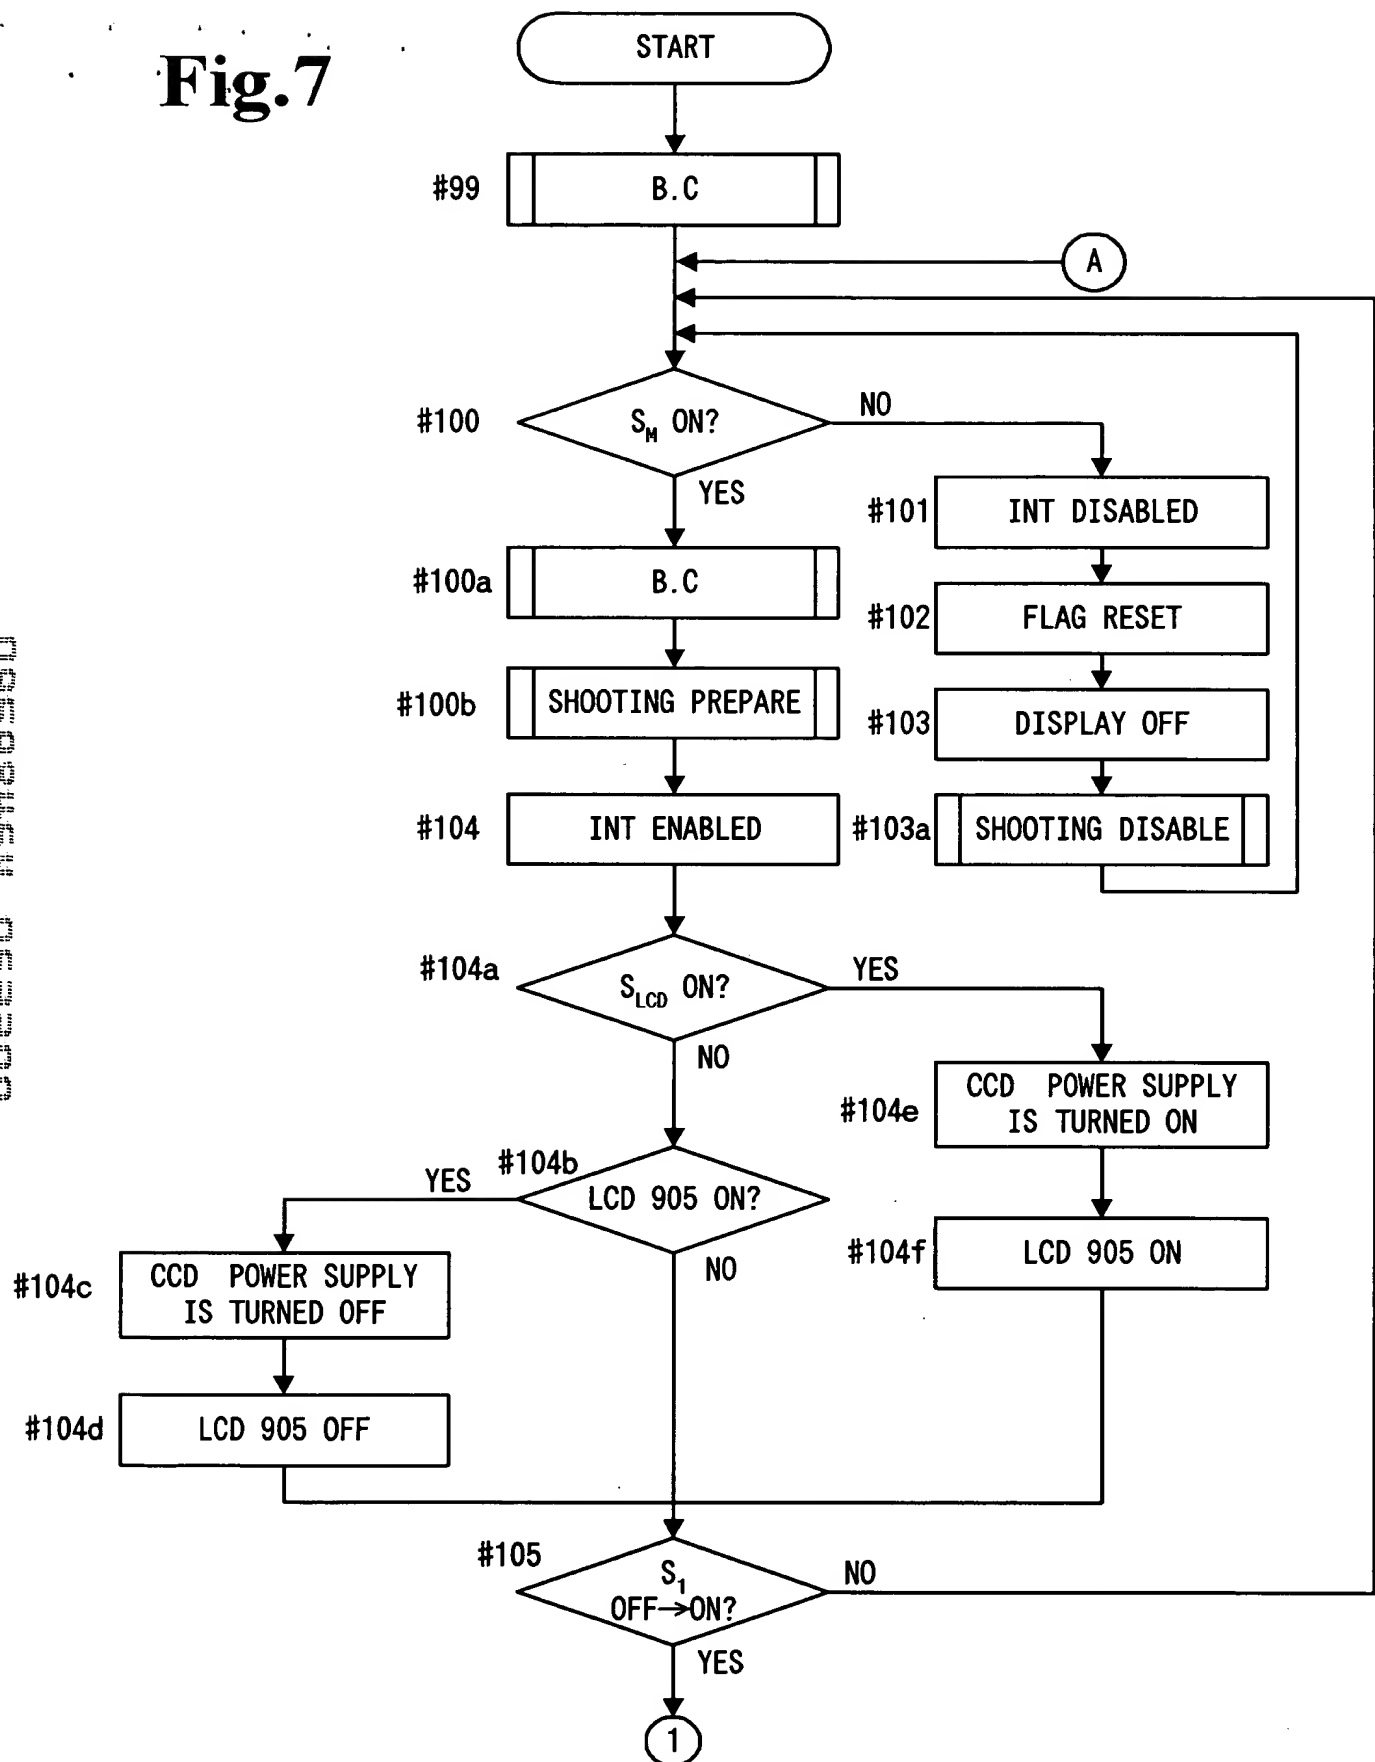 Fig.7
START
#99
B.C
A
#100
S_M ON?
NO
YES
#101
INT DISABLED
#100a
B.C
#102
FLAG RESET
#100b
SHOOTING PREPARE
#103
DISPLAY OFF
#104
INT ENABLED
#103a
SHOOTING DISABLE
#104a
S_LCD ON?
YES
NO
#104e
CCD POWER SUPPLY
IS TURNED ON
#104b
LCD 905 ON?
YES
NO
#104f
LCD 905 ON
#104c
CCD POWER SUPPLY
IS TURNED OFF
#104d
LCD 905 OFF
#105
S_1
OFF→ON?
NO
YES
1